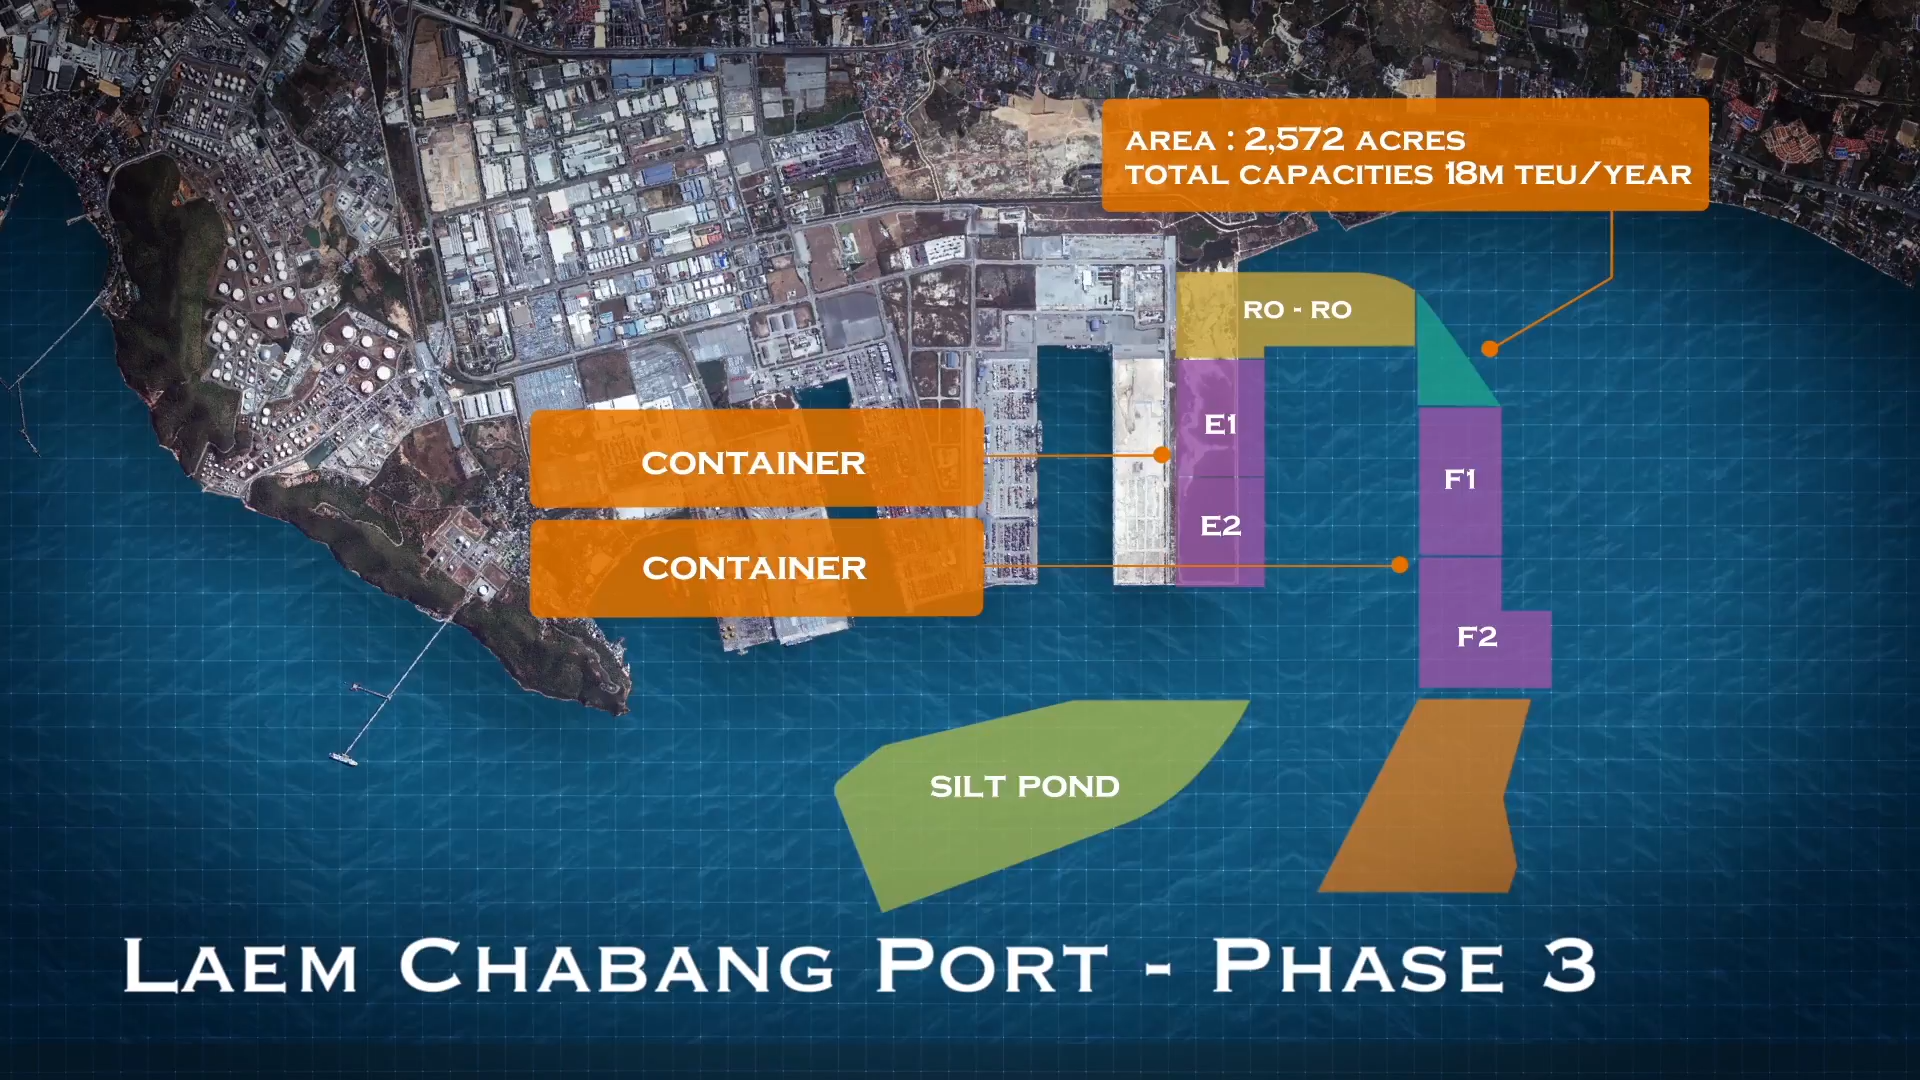 AREA : 2,572 ACRES
TOTAL CAPACITIES 18M TEU/YEAR
RO - RO
E1
CONTAINER
F1
E2
CONTAINER
F2
SILT POND
LAEM CHABANG PORT - PHASE 3